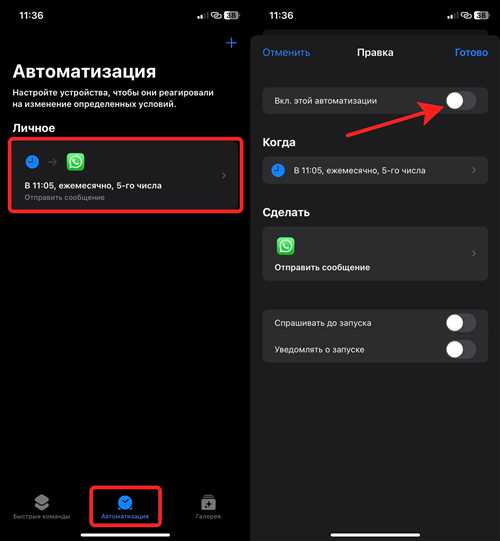 11:36
38
Автоматизация
Настройте устройства, чтобы они реагировали
на изменение определенных условий.
Личное
В 11:05, ежемесячно, 5-го числа
Отправить сообщение
Быстрые команды
Автоматизация
Галерея
11:36
38
Отменить
Правка
Готово
Вкл. этой автоматизации
Когда
В 11:05, ежемесячно, 5-го числа
Сделать
Отправить сообщение
Спрашивать до запуска
Уведомлять о запуске